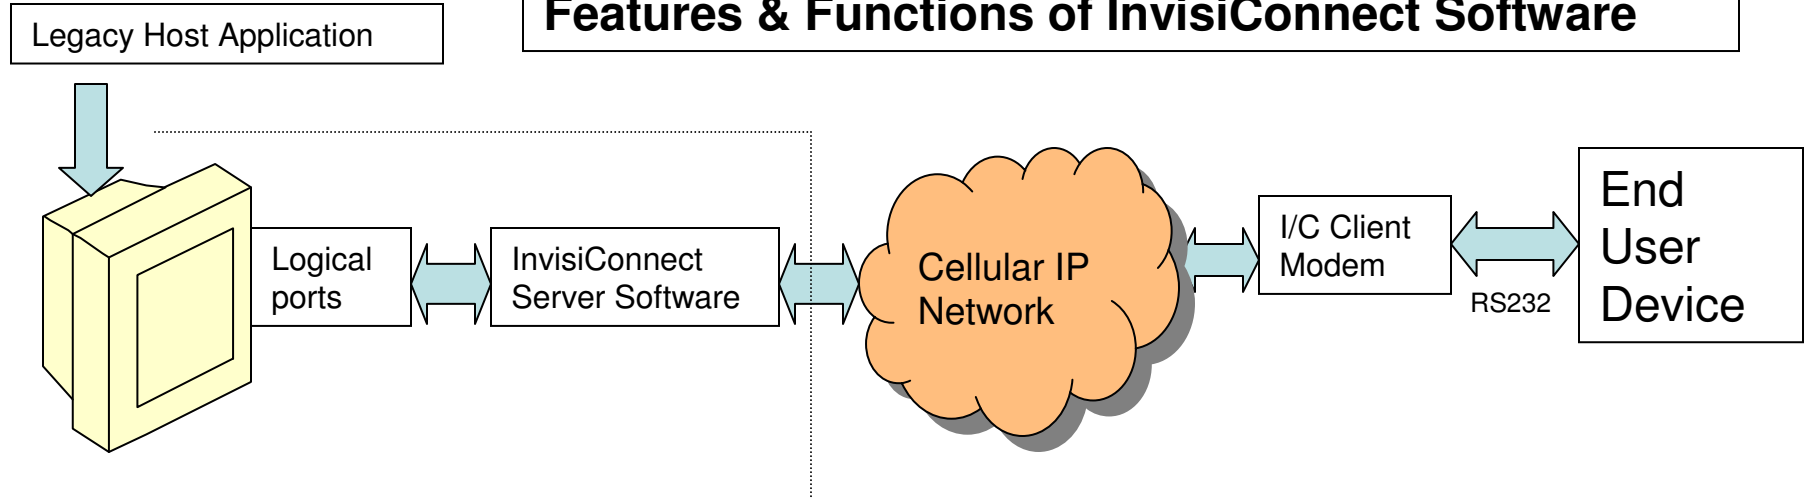 Features & Functions of InvisiConnect Software
Legacy Host Application
Logical
ports
InvisiConnect
Server Software
Cellular IP
Network
I/C Client
Modem
RS232
End
User
Device